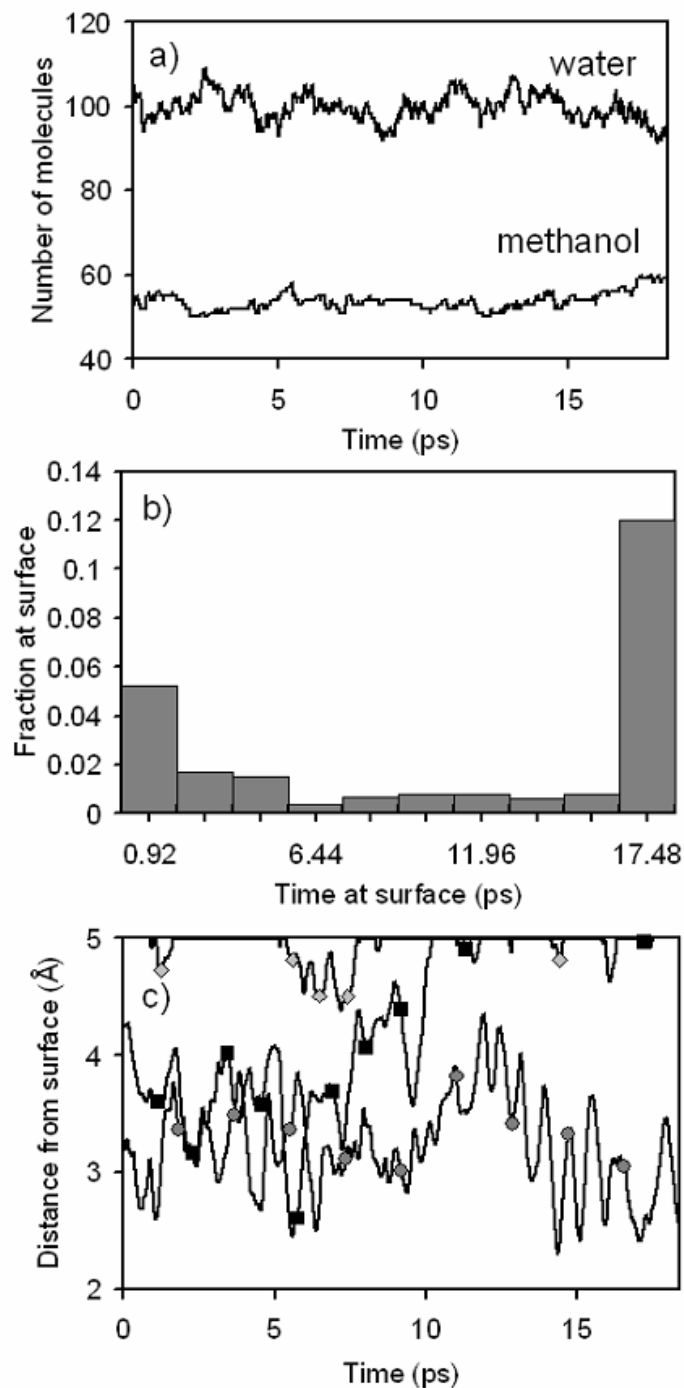 120
100
80
60
40
Number of molecules
a)
water
methanol
0 5 10 15
Time (ps)
0.14
0.12
0.1
0.08
0.06
0.04
0.02
0
Fraction at surface
b)
0.92 6.44 11.96 17.48
Time at surface (ps)
5
4
3
2
Distance from surface (Å)
c)
0 5 10 15
Time (ps)